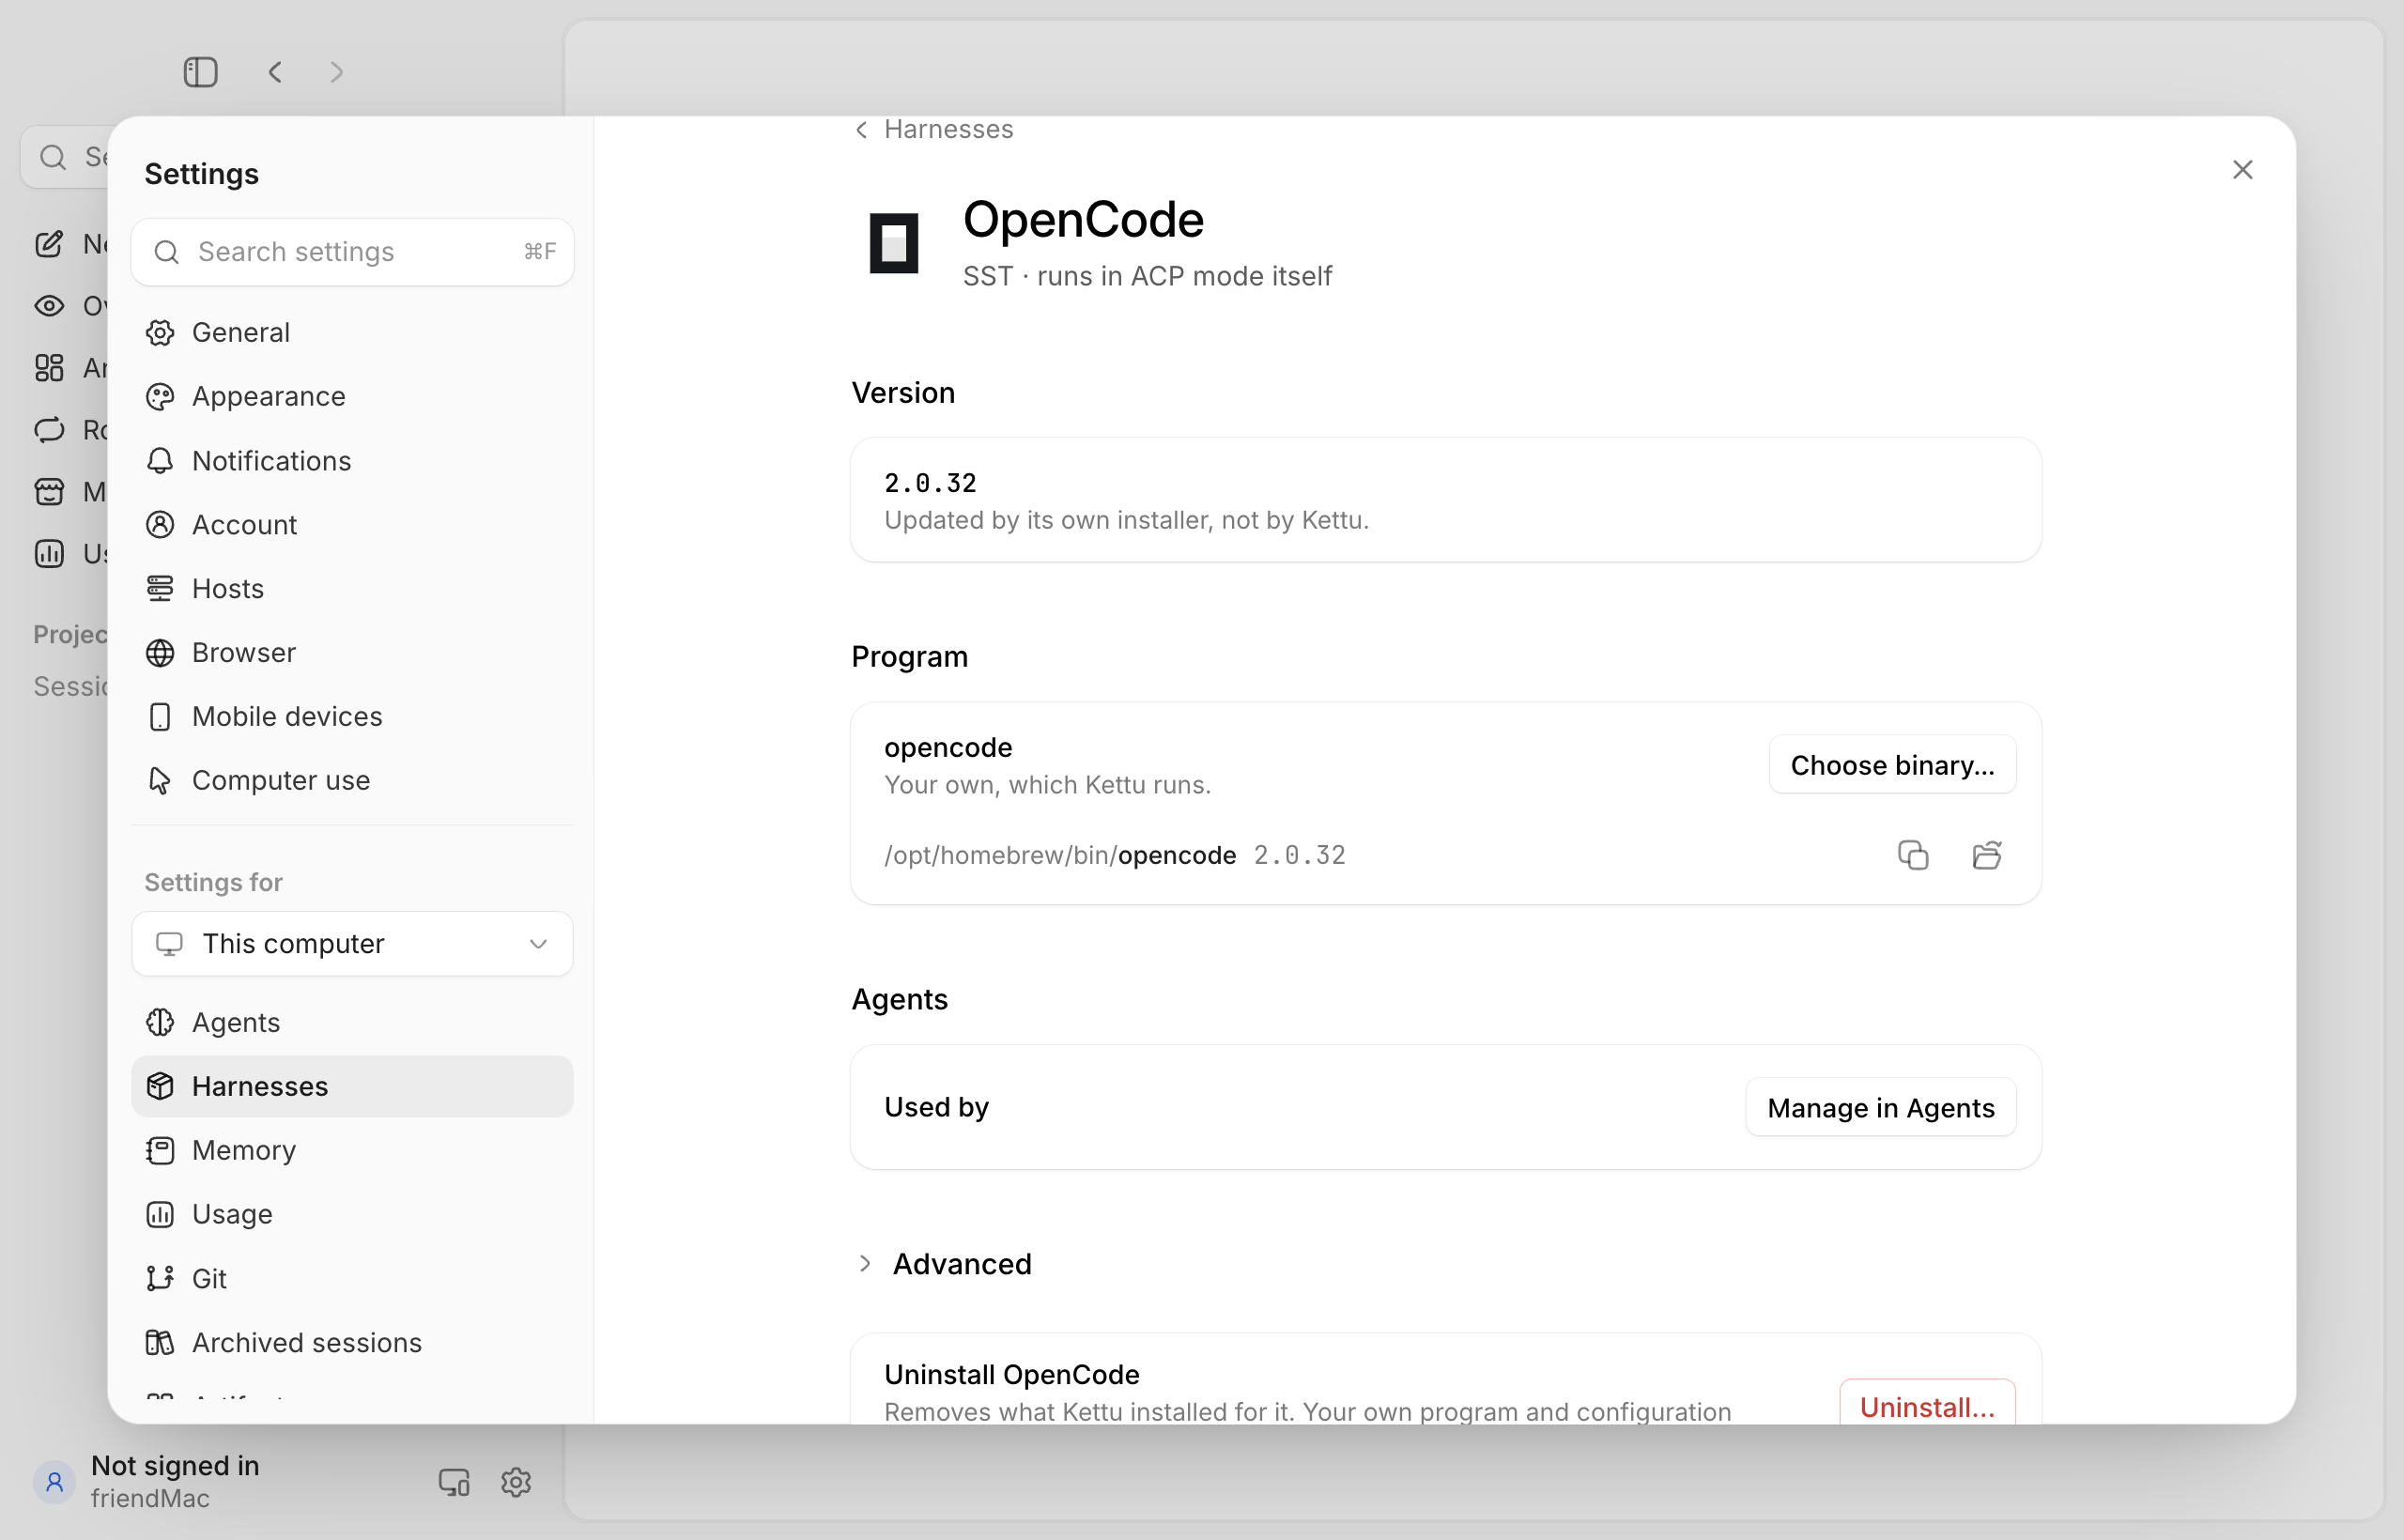 Harnesses
Settings
Search settings
⌘F
General
Appearance
Notifications
Account
Hosts
Browser
Mobile devices
Computer use
Settings for
This computer
Agents
Harnesses
Memory
Usage
Git
Archived sessions
OpenCode
SST · runs in ACP mode itself
Version
2.0.32
Updated by its own installer, not by Kettu.
Program
opencode
Your own, which Kettu runs.
Choose binary...
/opt/homebrew/bin/opencode 2.0.32
Agents
Used by
Manage in Agents
Advanced
Uninstall OpenCode
Removes what Kettu installed for it. Your own program and configuration
Uninstall...
Not signed in
friendMac